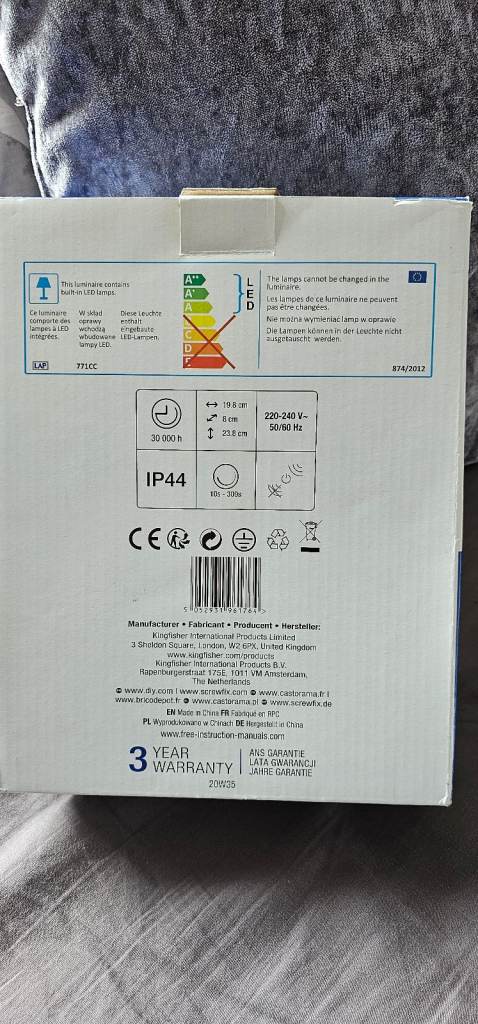 This luminaire contains
built-in LED lamps.
Ce luminaire
comporte des
lampes à LED
intégrées.
W skład
oprawy
wchodzą
wbudowane
lampy LED.
Diese Leuchte
enthält
eingebaute
LED-Lampen.
LAP
771CC
A++
A+
A
C
D
E
L
E
D
The lamps cannot be changed in the
luminaire.
Les lampes de ce luminaire ne peuvent
pas être changées.
Nie można wymieniać lamp w oprawie
Die Lampen können in der Leuchte nicht
ausgetauscht werden.
874/2012
30 000 h
19.8 cm
8 cm
23.8 cm
220-240 V~
50/60 Hz
IP44
10s - 309s
CE
5 052931 961764 >
Manufacturer • Fabricant • Producent • Hersteller:
Kingfisher International Products Limited
3 Sheldon Square, London, W2 6PX, United Kingdom
www.kingfisher.com/products
Kingfisher International Products B.V.
Rapenburgerstraat 175E, 1011 VM Amsterdam,
The Netherlands
www.diy.com | www.screwfix.com www.castorama.fr |
www.bricodepot.fr www.castorama.pl www.screwfix.de
EN Made in China FR Fabriqué en RPC
PL Wyprodukowano w Chinach DE Hergestellt in China
www.free-instruction-manuals.com
3 YEAR
WARRANTY
ANS GARANTIE
LATA GWARANCJI
JAHRE GARANTIE
20W35